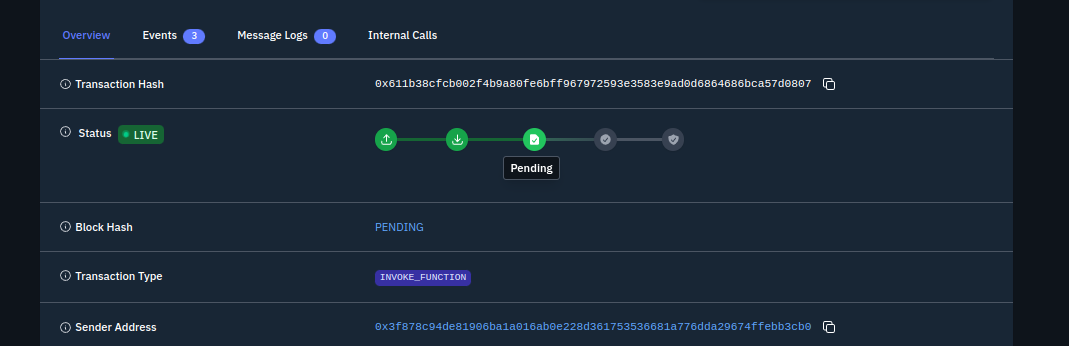 Overview Events 3 Message Logs 0 Internal Calls
Transaction Hash 0x611b38cfcb002f4b9a80fe6bff967972593e3583e9ad0d6864686bca57d0807
Status LIVE
Pending
Block Hash PENDING
Transaction Type INVOKE_FUNCTION
Sender Address 0x3f878c94de81906ba1a016ab0e228d361753536681a776dda29674ffebb3cb0